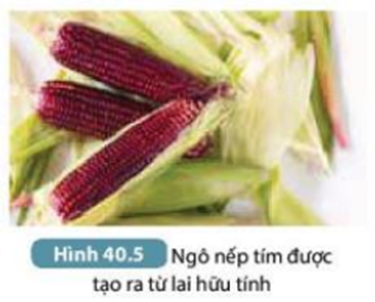 Hình 40.5 Ngô nếp tím được
tạo ra từ lai hữu tính